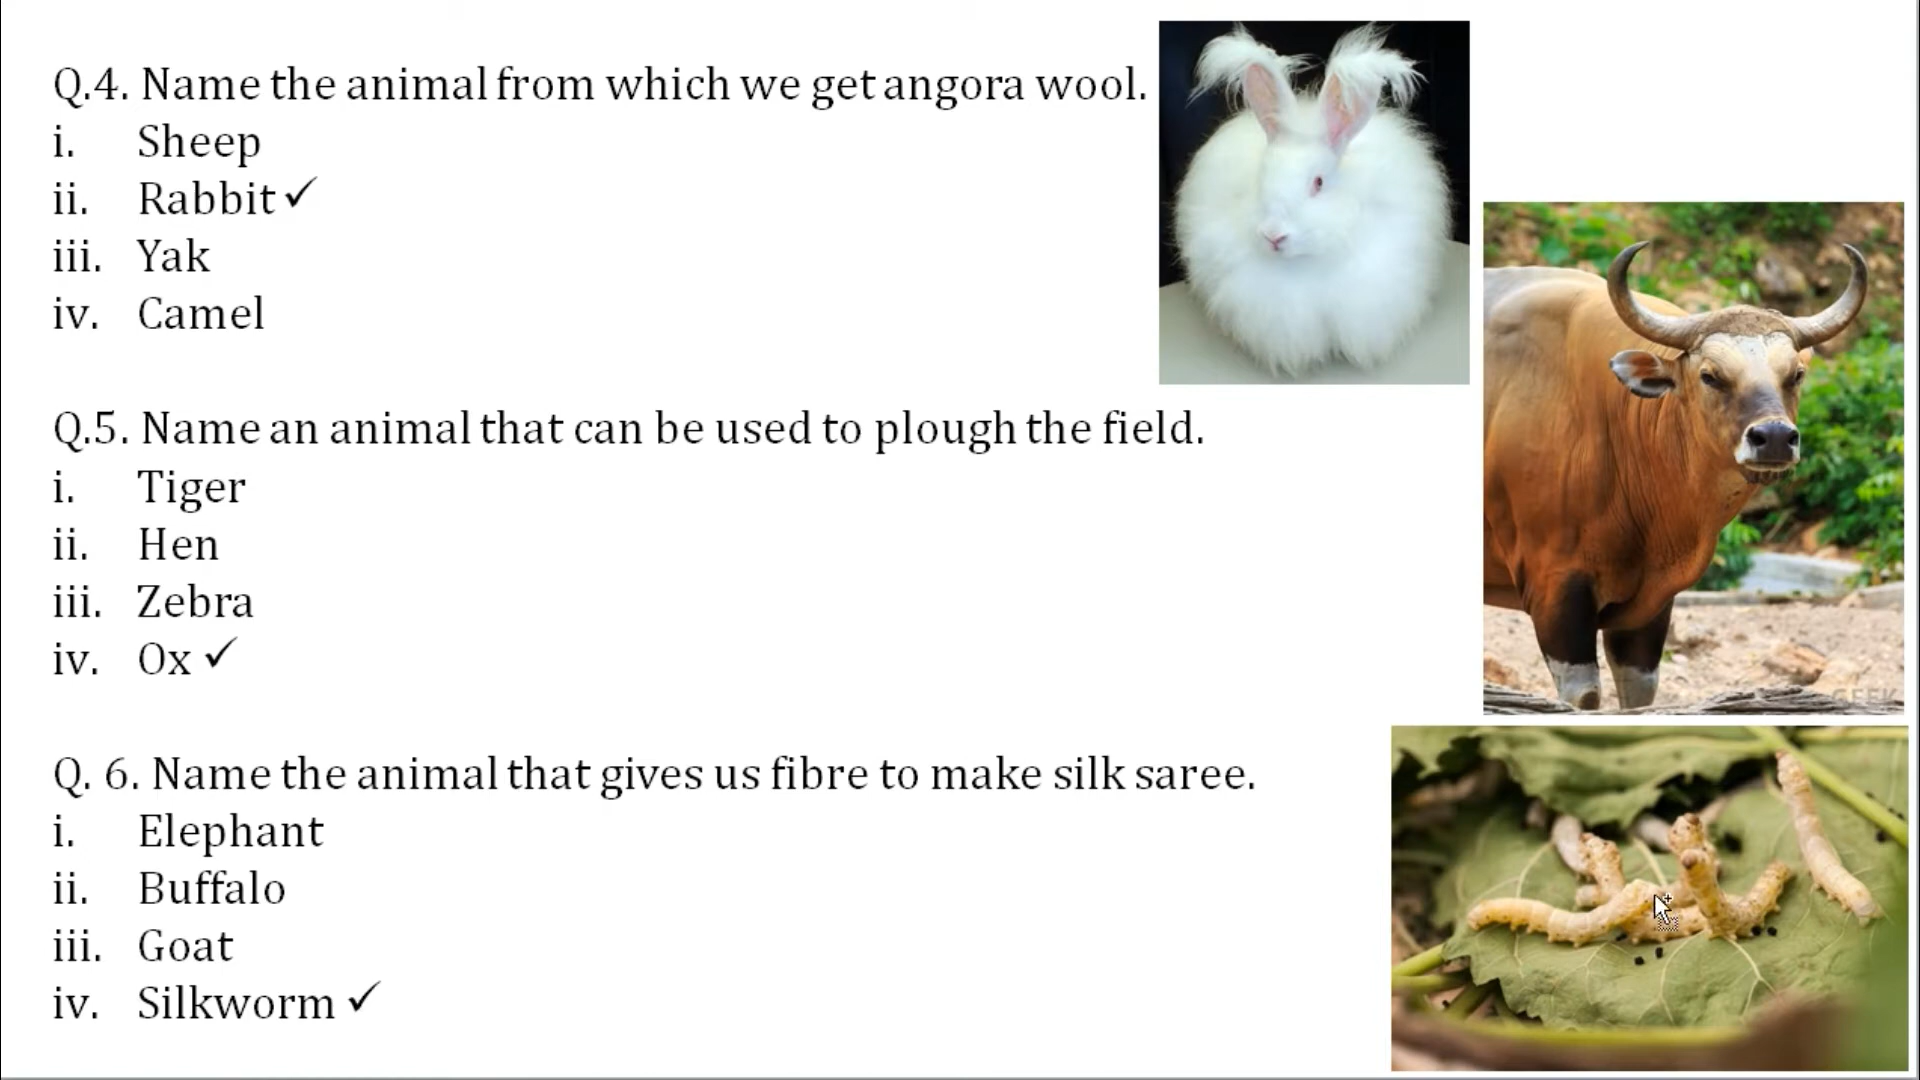 Q.4. Name the animal from which we get angora wool.
i. Sheep
ii. Rabbit ✓
iii. Yak
iv. Camel
Q.5. Name an animal that can be used to plough the field.
i. Tiger
ii. Hen
iii. Zebra
iv. Ox ✓
GEEK
Q. 6. Name the animal that gives us fibre to make silk saree.
i. Elephant
ii. Buffalo
iii. Goat
iv. Silkworm ✓